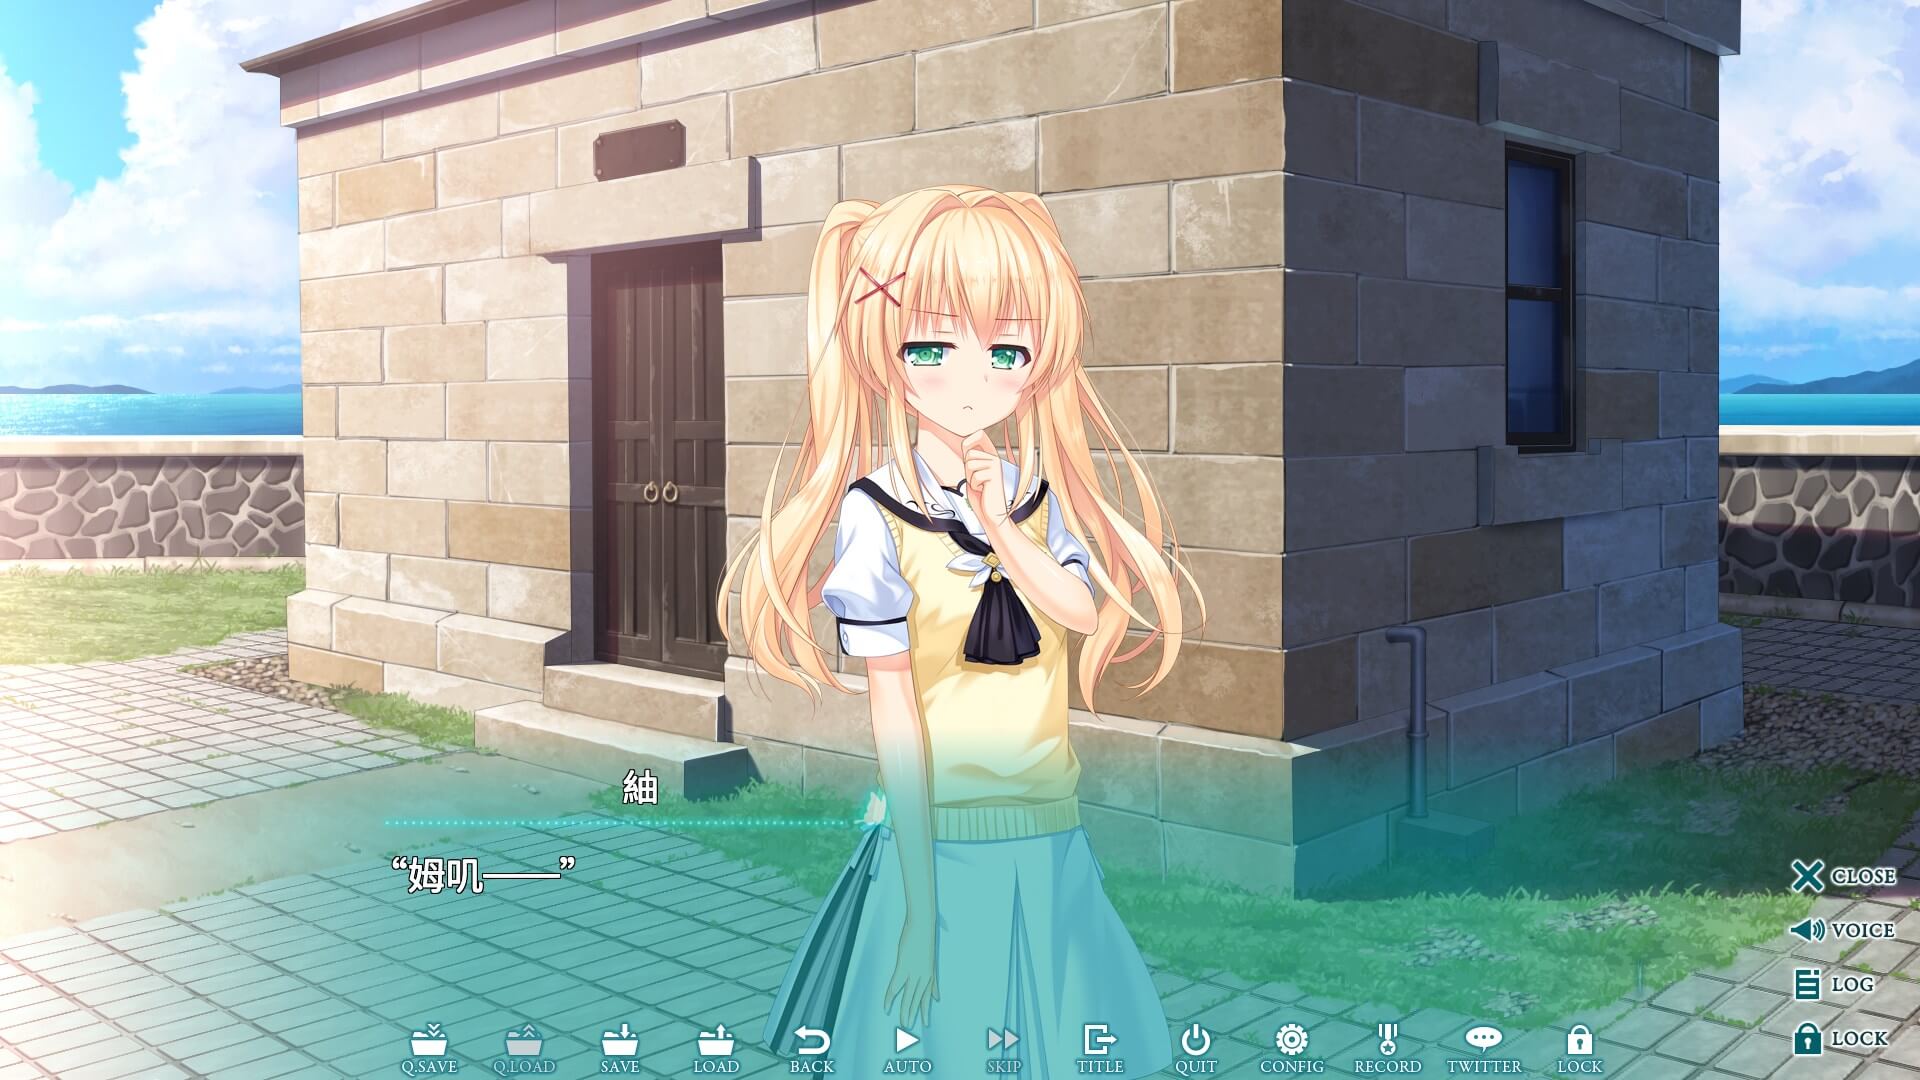 紬
“姆叽——”
CLOSE
VOICE
LOG
LOCK
Q.SAVE Q.LOAD SAVE LOAD BACK AUTO SKIP TITLE QUIT CONFIG RECORD TWITTER LOCK